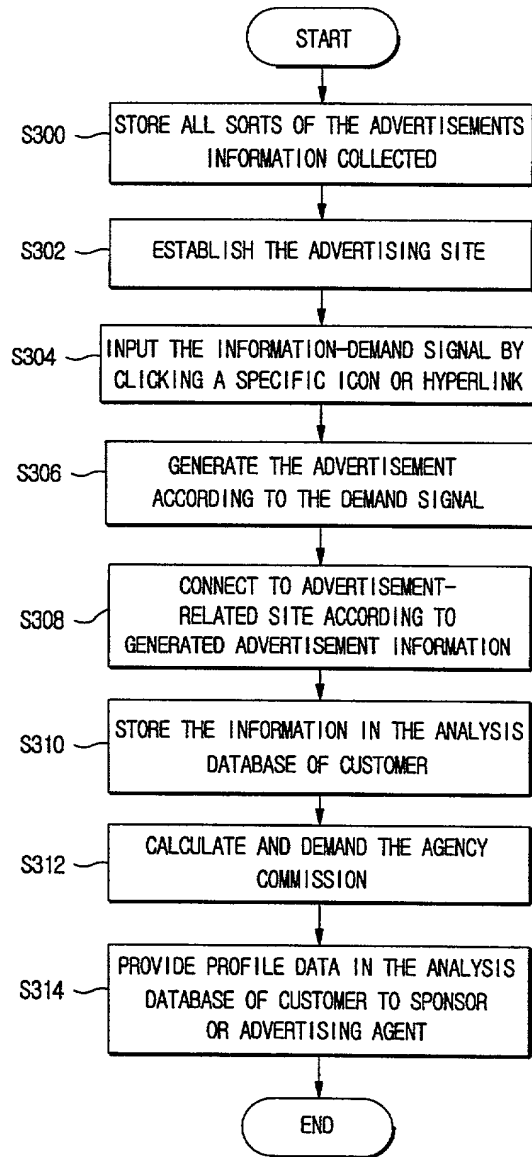 START
S300
STORE ALL SORTS OF THE ADVERTISEMENTS
INFORMATION COLLECTED
S302
ESTABLISH THE ADVERTISING SITE
S304
INPUT THE INFORMATION-DEMAND SIGNAL BY
CLICKING A SPECIFIC ICON OR HYPERLINK
S306
GENERATE THE ADVERTISEMENT
ACCORDING TO THE DEMAND SIGNAL
S308
CONNECT TO ADVERTISEMENT-
RELATED SITE ACCORDING TO
GENERATED ADVERTISEMENT INFORMATION
S310
STORE THE INFORMATION IN THE ANALYSIS
DATABASE OF CUSTOMER
S312
CALCULATE AND DEMAND THE AGENCY
COMMISSION
S314
PROVIDE PROFILE DATA IN THE ANALYSIS
DATABASE OF CUSTOMER TO SPONSOR
OR ADVERTISING AGENT
END